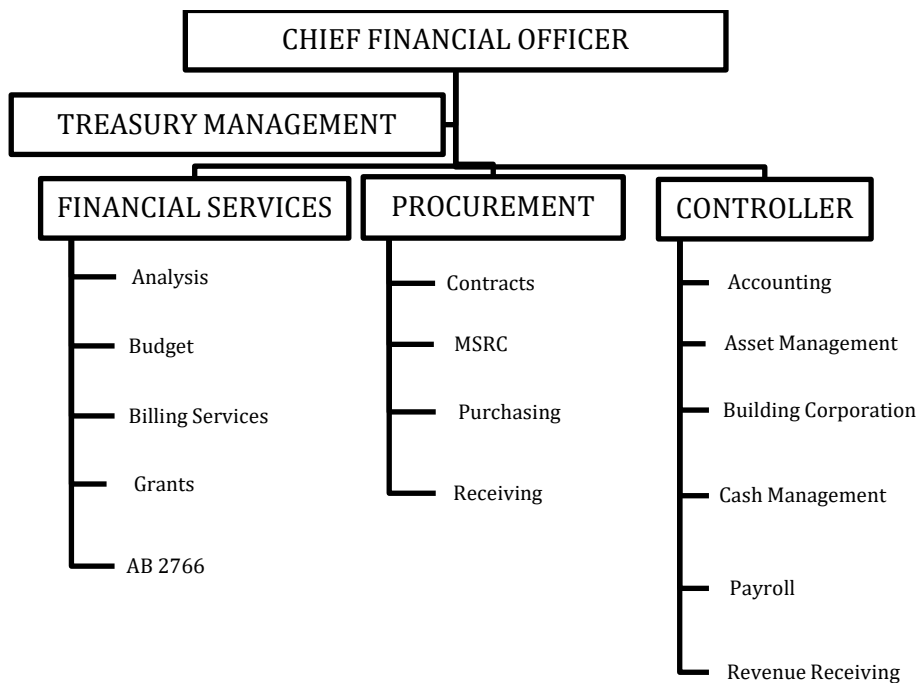 CHIEF FINANCIAL OFFICER
TREASURY MANAGEMENT
FINANCIAL SERVICES
Analysis
Budget
Billing Services
Grants
AB 2766
PROCUREMENT
Contracts
MSRC
Purchasing
Receiving
CONTROLLER
Accounting
Asset Management
Building Corporation
Cash Management
Payroll
Revenue Receiving